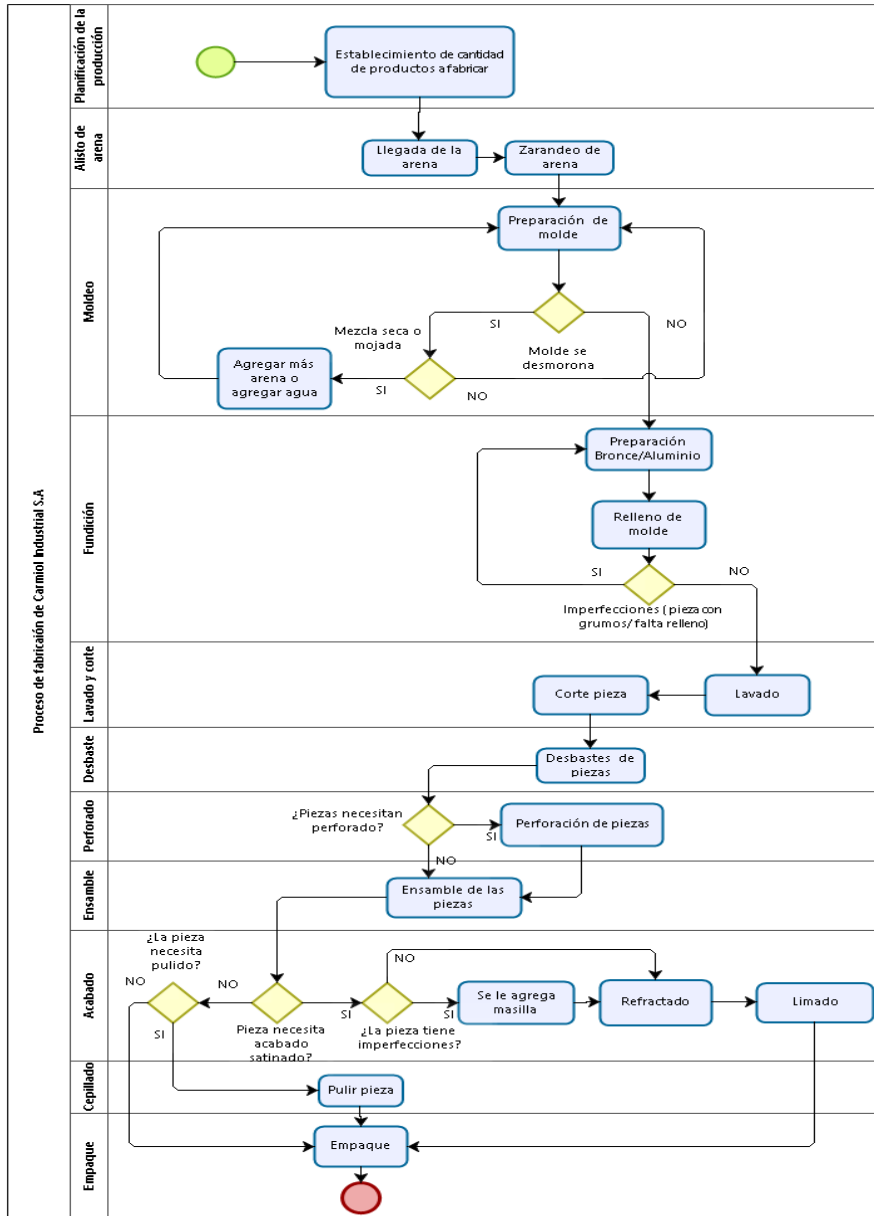 Proceso de fabricaión de Carmiol Industrial S.A
Planificación de la
producción
Establecimiento de cantidad
de productos a fabricar
Alisto de
arena
Llegada de la
arena
Zarandeo de
arena
Moldeo
Preparación de
molde
SI
NO
Mezcla seca o
mojada
Molde se
desmorona
Agregar más
arena o
agregar agua
SI
NO
Fundición
Preparación
Bronce/Aluminio
Relleno de
molde
SI
NO
Imperfecciones ( pieza con
grumos/ falta relleno)
Lavado y corte
Corte pieza
Lavado
Desbaste
Desbastes de
piezas
Perforado
¿Piezas necesitan
perforado?
SI
Perforación de piezas
NO
Ensamble
Ensamble de las
piezas
Acabado
¿La pieza
necesita
pulido?
NO
NO
NO
SI
Pieza necesita
acabado
satinado?
SI
¿La pieza tiene
imperfecciones?
SI
Se le agrega
masilla
Refractado
Limado
Cepillado
Pulir pieza
Empaque
Empaque